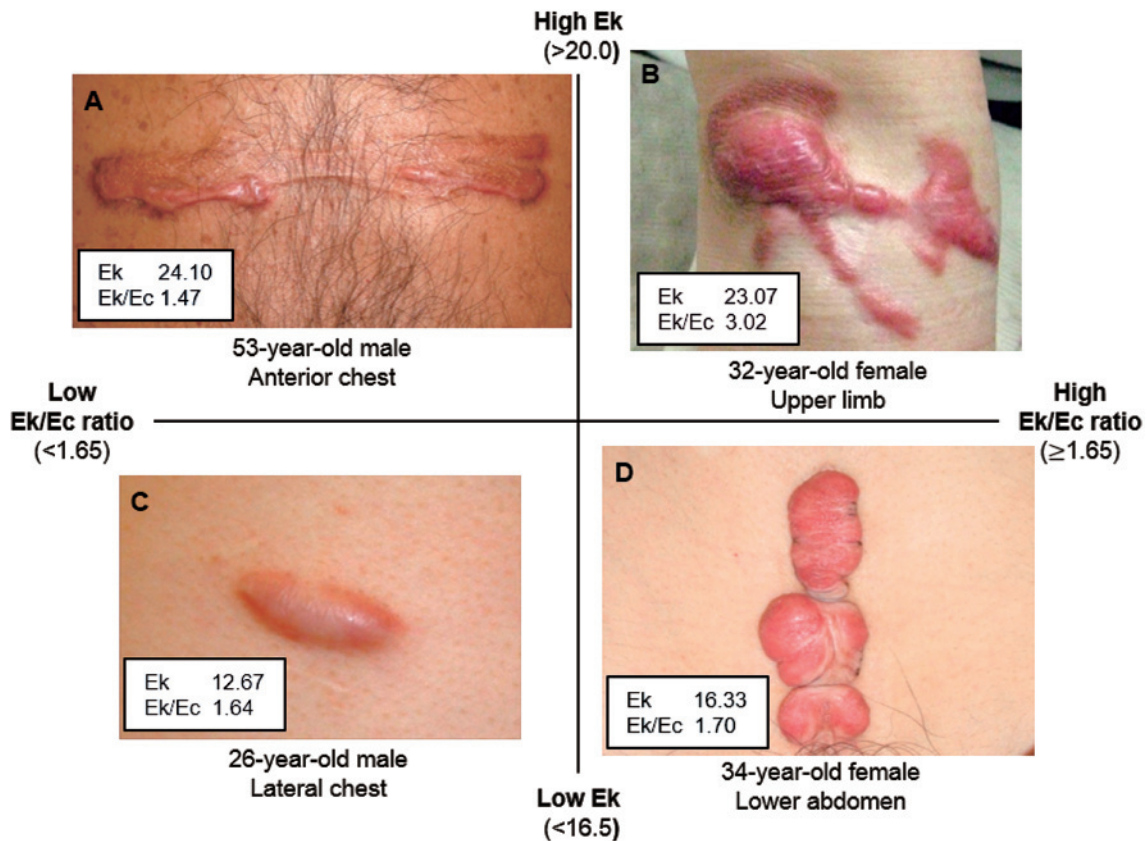 High Ek
(>20.0)
A
Ek 24.10
Ek/Ec 1.47
53-year-old male
Anterior chest
B
Ek 23.07
Ek/Ec 3.02
32-year-old female
Upper limb
Low
Ek/Ec ratio
(<1.65)
High
Ek/Ec ratio
(≥1.65)
C
Ek 12.67
Ek/Ec 1.64
26-year-old male
Lateral chest
D
Ek 16.33
Ek/Ec 1.70
34-year-old female
Lower abdomen
Low Ek
(<16.5)